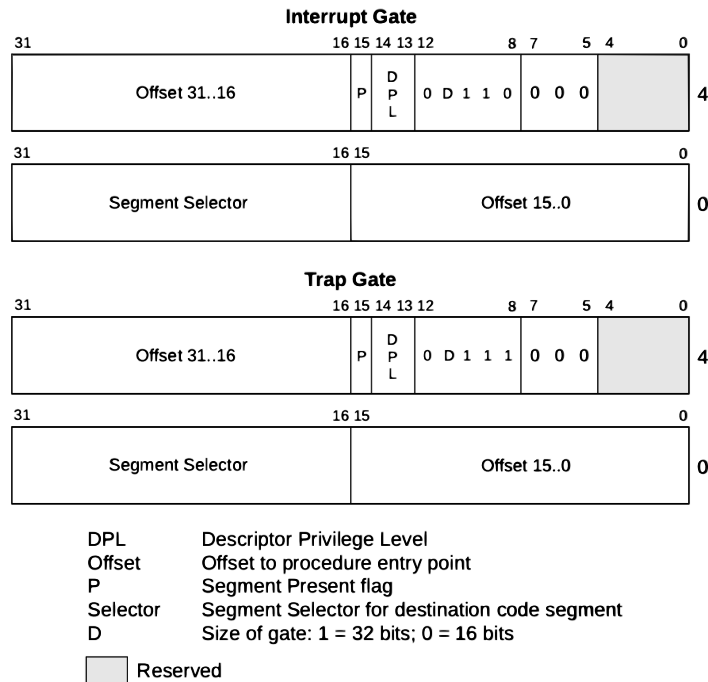 Interrupt Gate
31 16 15 14 13 12 8 7 5 4 0
Offset 31..16 P DPL 0 D 1 1 0 0 0 0 4
31 16 15 0
Segment Selector Offset 15..0 0
Trap Gate
31 16 15 14 13 12 8 7 5 4 0
Offset 31..16 P DPL 0 D 1 1 1 0 0 0 4
31 16 15 0
Segment Selector Offset 15..0 0
DPL Descriptor Privilege Level
Offset Offset to procedure entry point
P Segment Present flag
Selector Segment Selector for destination code segment
D Size of gate: 1 = 32 bits; 0 = 16 bits
Reserved